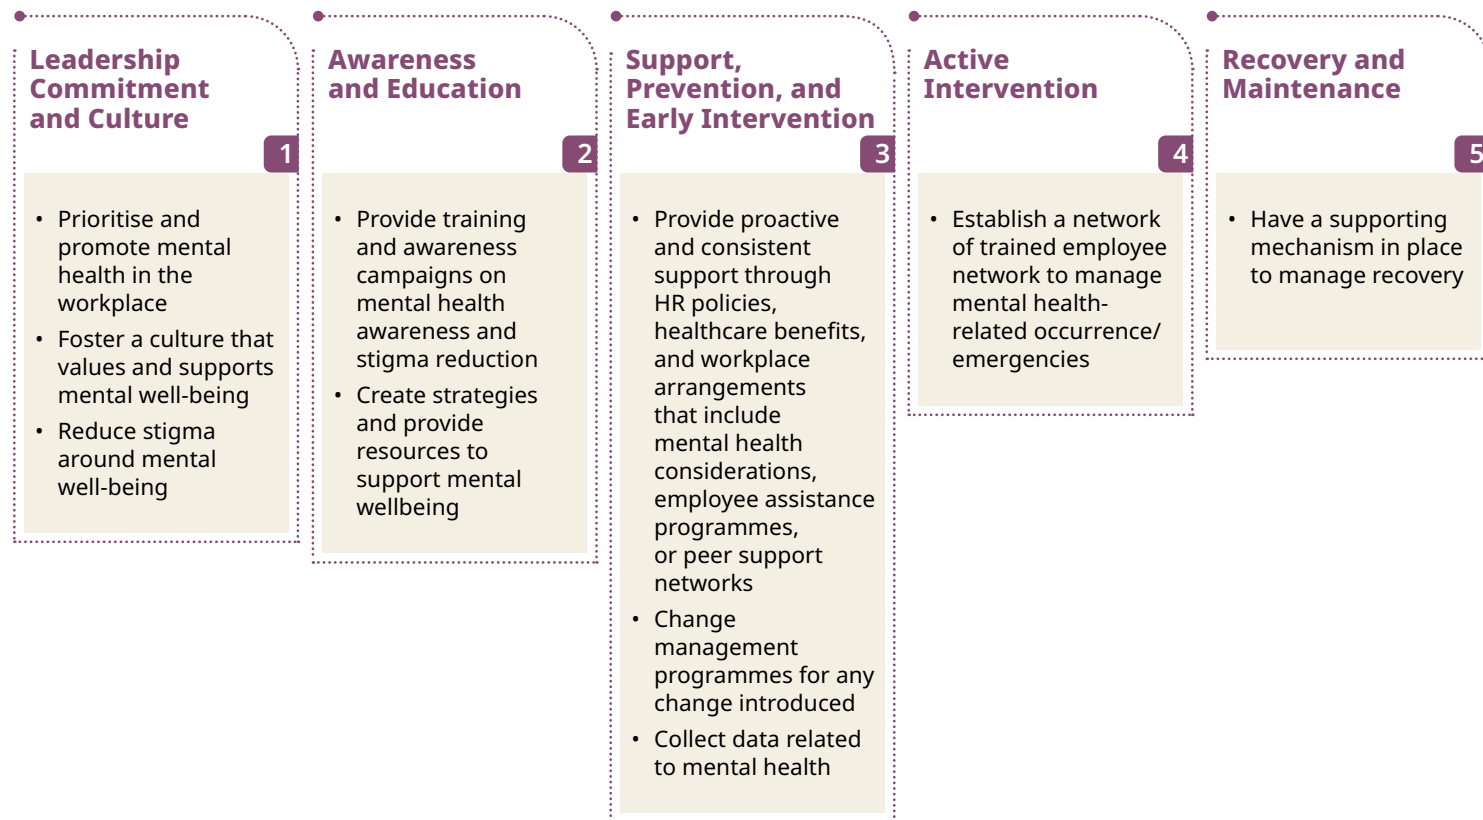 Leadership
Commitment
and Culture
1
• Prioritise and
promote mental
health in the
workplace
• Foster a culture that
values and supports
mental well-being
• Reduce stigma
around mental
well-being
Awareness
and Education
2
• Provide training
and awareness
campaigns on
mental health
awareness and
stigma reduction
• Create strategies
and provide
resources to
support mental
wellbeing
Support,
Prevention, and
Early Intervention
3
• Provide proactive
and consistent
support through
HR policies,
healthcare benefits,
and workplace
arrangements
that include
mental health
considerations,
employee assistance
programmes,
or peer support
networks
• Change
management
programmes for any
change introduced
• Collect data related
to mental health
Active
Intervention
4
• Establish a network
of trained employee
network to manage
mental health-
related occurrence/
emergencies
Recovery and
Maintenance
5
• Have a supporting
mechanism in place
to manage recovery